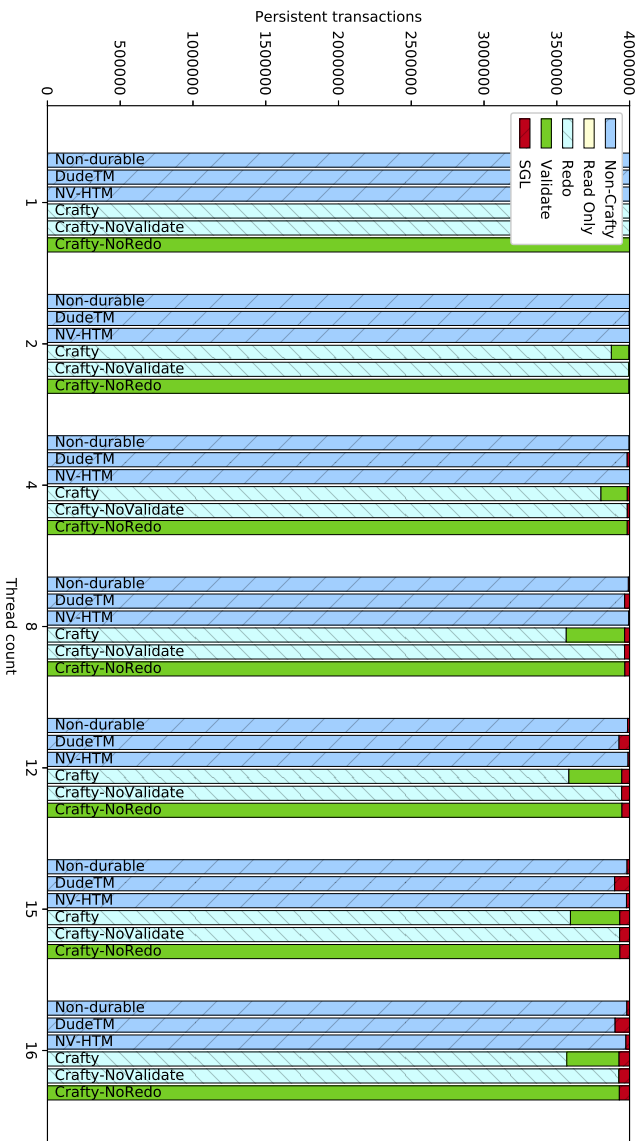 Persistent transactions
4000000
3500000
3000000
2500000
2000000
1500000
1000000
500000
0
Non-Crafty
Read Only
Redo
Validate
SGL
Non-durable
DudeTM
NV-HTM
Crafty
Crafty-NoValidate
Crafty-NoRedo
Non-durable
DudeTM
NV-HTM
Crafty
Crafty-NoValidate
Crafty-NoRedo
Non-durable
DudeTM
NV-HTM
Crafty
Crafty-NoValidate
Crafty-NoRedo
Non-durable
DudeTM
NV-HTM
Crafty
Crafty-NoValidate
Crafty-NoRedo
Non-durable
DudeTM
NV-HTM
Crafty
Crafty-NoValidate
Crafty-NoRedo
Non-durable
DudeTM
NV-HTM
Crafty
Crafty-NoValidate
Crafty-NoRedo
Non-durable
DudeTM
NV-HTM
Crafty
Crafty-NoValidate
Crafty-NoRedo
1
2
4
8
12
15
16
Thread count